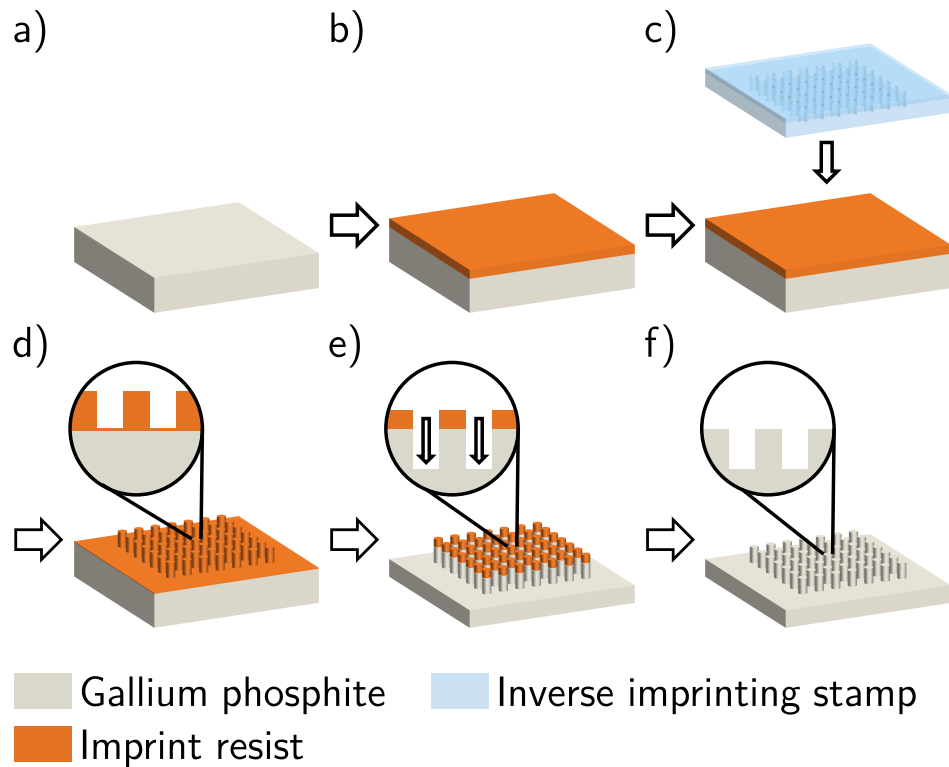 a)
b)
c)
d)
e)
f)
Gallium phosphite
Inverse imprinting stamp
Imprint resist